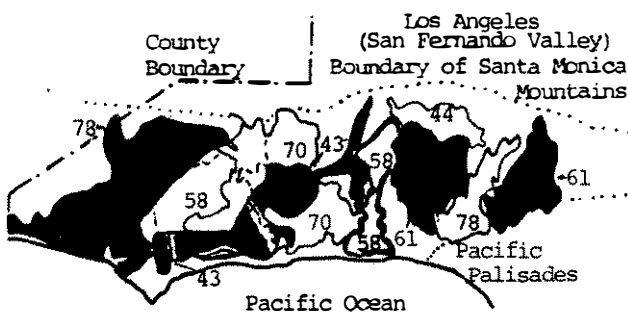 Los Angeles
(San Fernando Valley)
County
Boundary
Boundary of Santa Monica
Mountains
78
44
70
43
58
61
58
70
78
58
61
43
Pacific
Palisades
Pacific Ocean